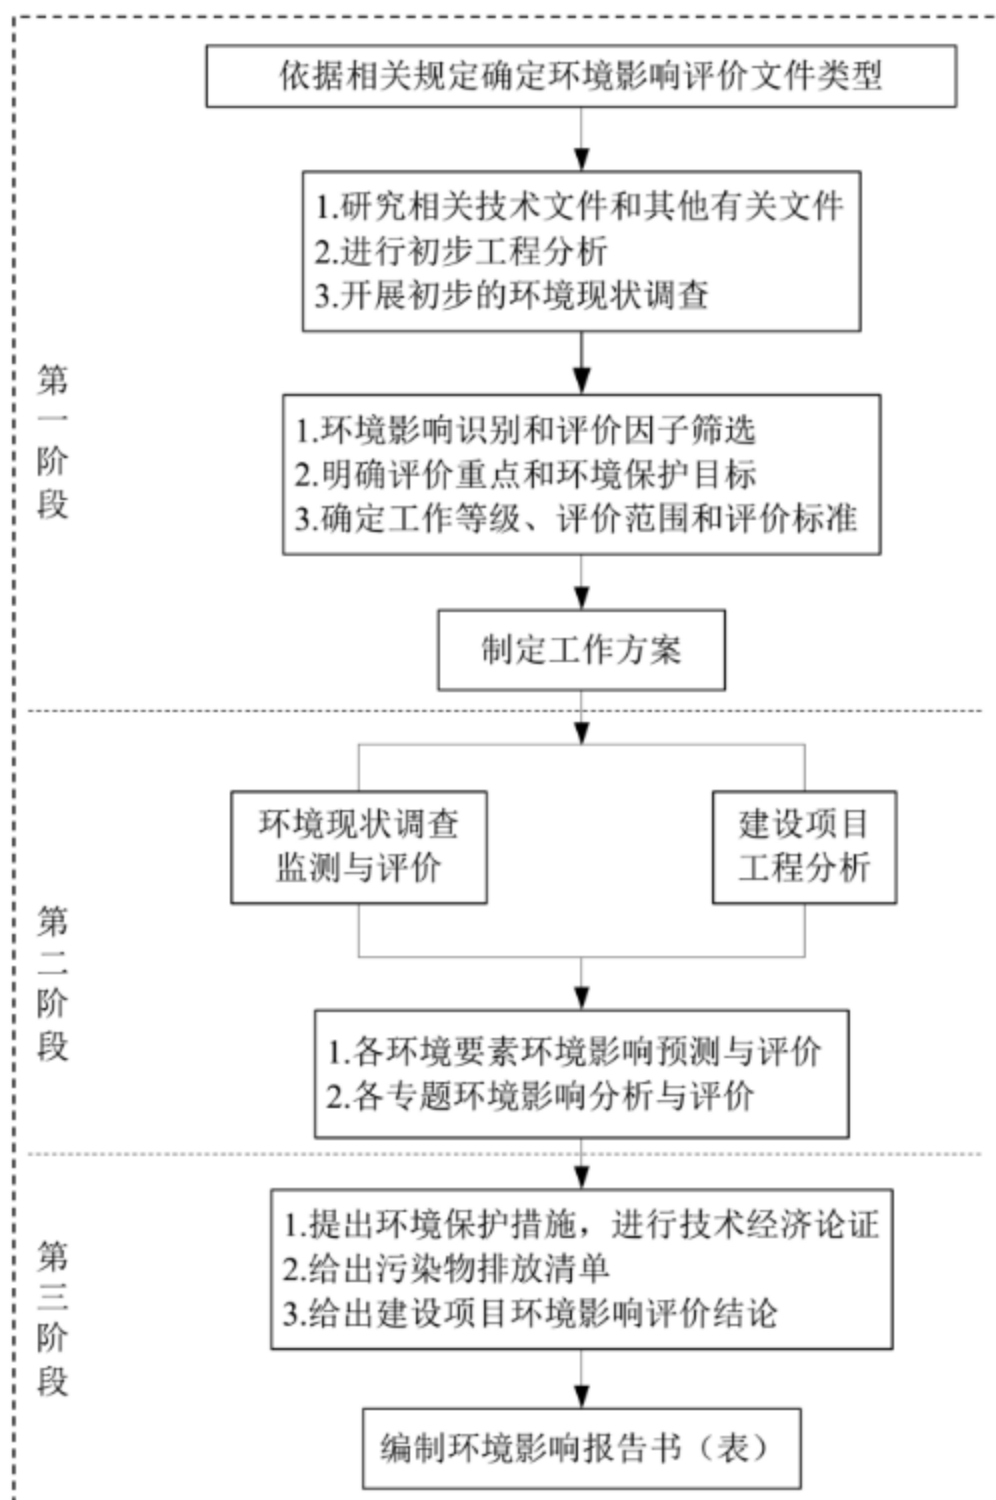 依据相关规定确定环境影响评价文件类型
1.研究相关技术文件和其他有关文件
2.进行初步工程分析
3.开展初步的环境现状调查
第一阶段
1.环境影响识别和评价因子筛选
2.明确评价重点和环境保护目标
3.确定工作等级、评价范围和评价标准
制定工作方案
环境现状调查
监测与评价
建设项目
工程分析
第二阶段
1.各环境要素环境影响预测与评价
2.各专题环境影响分析与评价
第三阶段
1.提出环境保护措施，进行技术经济论证
2.给出污染物排放清单
3.给出建设项目环境影响评价结论
编制环境影响报告书（表）